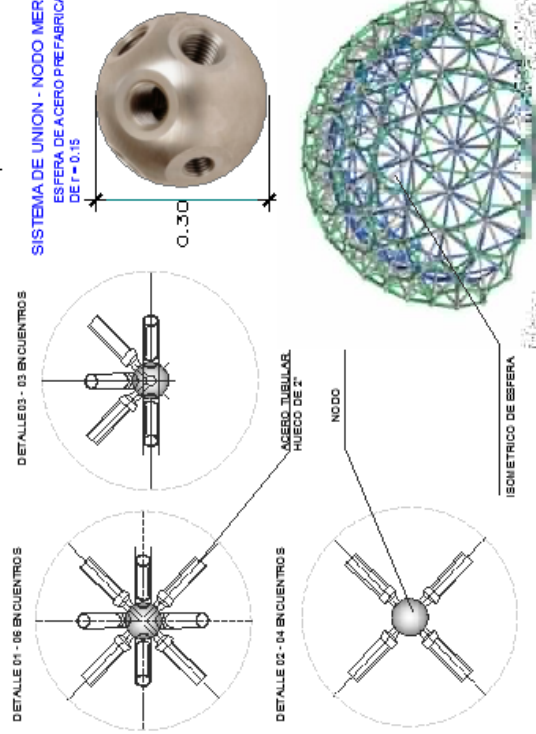 SISTEMA DE UNION - NODO MER
ESFERA DE ACERO PREFABRICA
DE r = 0.15
0.30
DETALLE 03 - 03 ENCUENTROS
DETALLE 01 - 06 ENCUENTROS
ACERO TUBULAR
HUECO DE 2"
NODO
DETALLE 02 - 04 ENCUENTROS
ISOMETRICO DE ESFERA